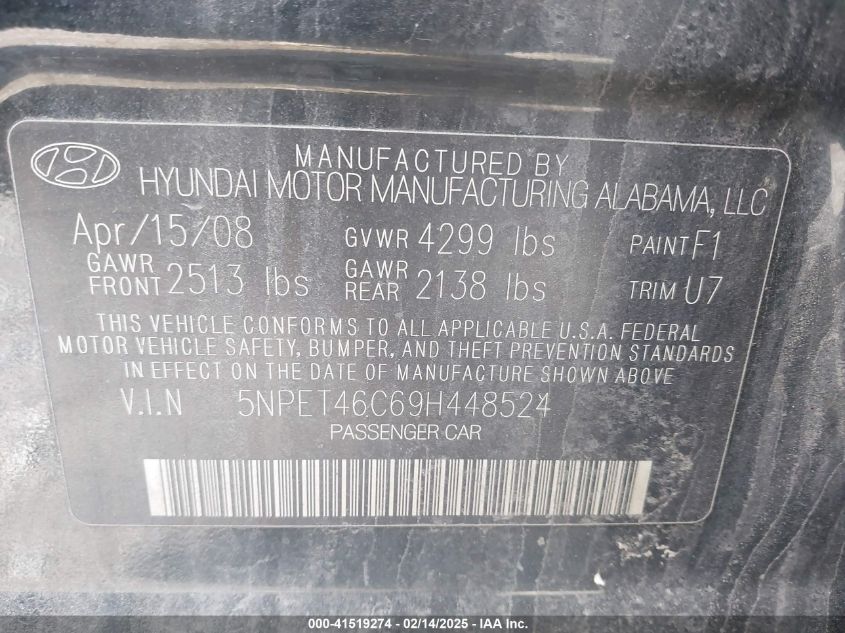 MANUFACTURED BY
HYUNDAI MOTOR MANUFACTURING ALABAMA, LLC
Apr/15/08 GVWR 4299 lbs PAINT F1
GAWR FRONT 2513 lbs GAWR REAR 2138 lbs TRIM U7
THIS VEHICLE CONFORMS TO ALL APPLICABLE U.S.A. FEDERAL
MOTOR VEHICLE SAFETY, BUMPER, AND THEFT PREVENTION STANDARDS
IN EFFECT ON THE DATE OF MANUFACTURE SHOWN ABOVE.
V.I.N 5NPET46C69H448524
PASSENGER CAR
000-41519274 - 02/14/2025 - IAA Inc.